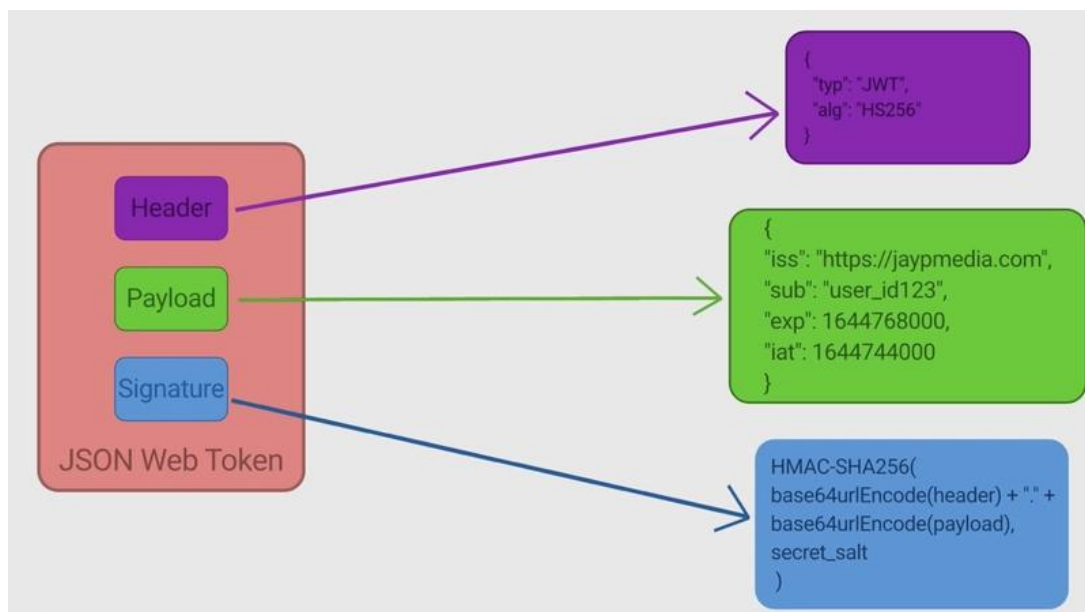 Header
Payload
Signature
JSON Web Token
{
"typ": "JWT",
"alg": "HS256"
}
{
"iss": "https://jaypmedia.com",
"sub": "user_id123",
"exp": 1644768000,
"iat": 1644744000
}
HMAC-SHA256(
base64urlEncode(header) + "." +
base64urlEncode(payload),
secret_salt
)